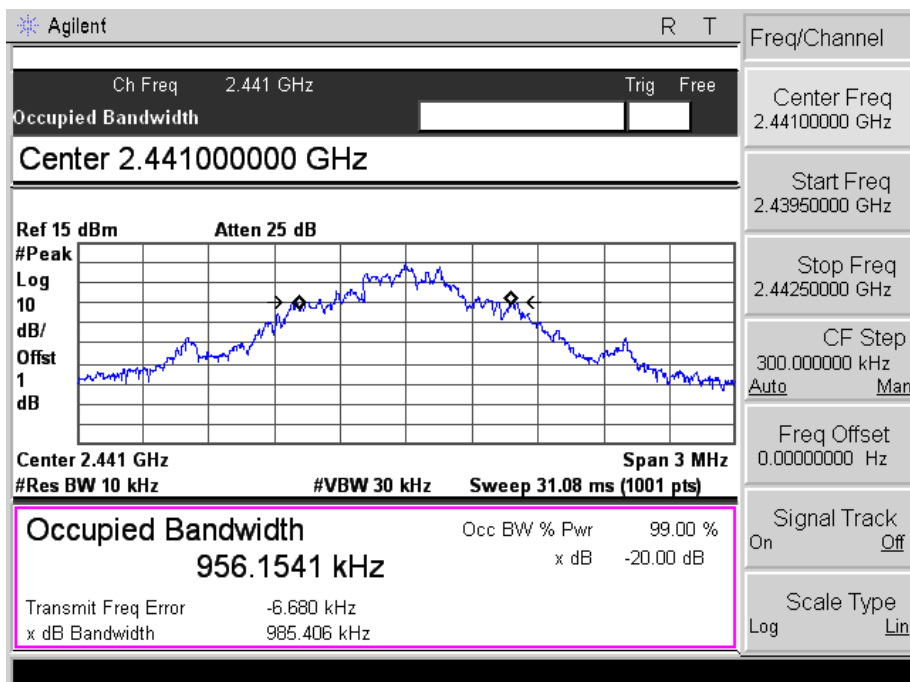 Agilent R T
Ch Freq 2.441 GHz Trig Free
Occupied Bandwidth
Center 2.441000000 GHz
Ref 15 dBm Atten 25 dB
#Peak
Log
10
dB/
Offst
1
dB
Center 2.441 GHz Span 3 MHz
#Res BW 10 kHz #VBW 30 kHz Sweep 31.08 ms (1001 pts)
Occupied Bandwidth
956.1541 kHz
Occ BW % Pwr 99.00 %
x dB -20.00 dB
Transmit Freq Error -6.680 kHz
x dB Bandwidth 985.406 kHz
Freq/Channel
Center Freq
2.44100000 GHz
Start Freq
2.43950000 GHz
Stop Freq
2.44250000 GHz
CF Step
300.000000 kHz
Auto Man
Freq Offset
0.00000000 Hz
Signal Track
On Off
Scale Type
Log Lin